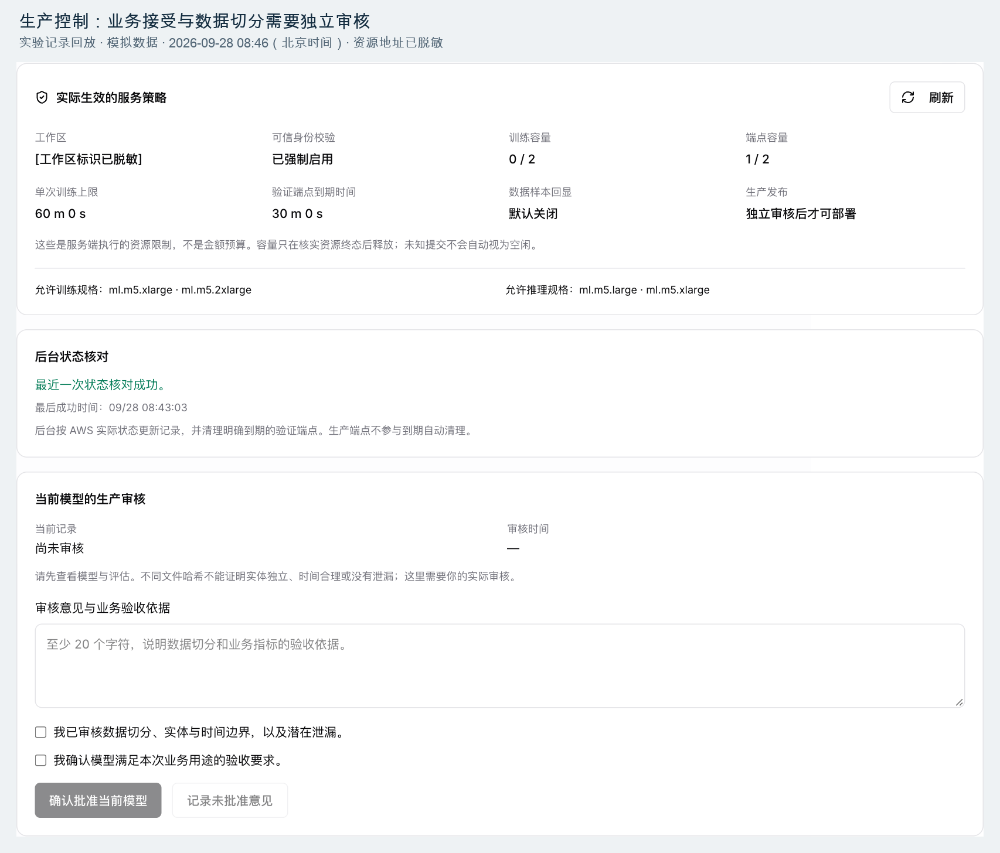 生产控制：业务接受与数据切分需要独立审核
实验记录回放 · 模拟数据 · 2026-09-28 08:46（北京时间）· 资源地址已脱敏
实际生效的服务策略
刷新
工作区 可信身份校验 训练容量 端点容量
[工作区标识已脱敏] 已强制启用 0 / 2 1 / 2
单次训练上限 验证端点到期时间 数据样本回显 生产发布
60 m 0 s 30 m 0 s 默认关闭 独立审核后才可部署
这些是服务端执行的资源限制，不是金额预算。容量只在核实资源终态后释放；未知提交不会自动视为空闲。
允许训练规格：ml.m5.xlarge · ml.m5.2xlarge 允许推理规格：ml.m5.large · ml.m5.xlarge
后台状态核对
最近一次状态核对成功。
最后成功时间：09/28 08:43:03
后台按 AWS 实际状态更新记录，并清理明确到期的验证端点。生产端点不参与到期自动清理。
当前模型的生产审核
当前记录 审核时间
尚未审核 —
请先查看模型与评估。不同文件哈希不能证明实体独立、时间合理或没有泄漏；这里需要你的实际审核。
审核意见与业务验收依据
至少 20 个字符，说明数据切分和业务指标的验收依据。
我已审核数据切分、实体与时间边界，以及潜在泄漏。
我确认模型满足本次业务用途的验收要求。
确认批准当前模型 记录未批准意见